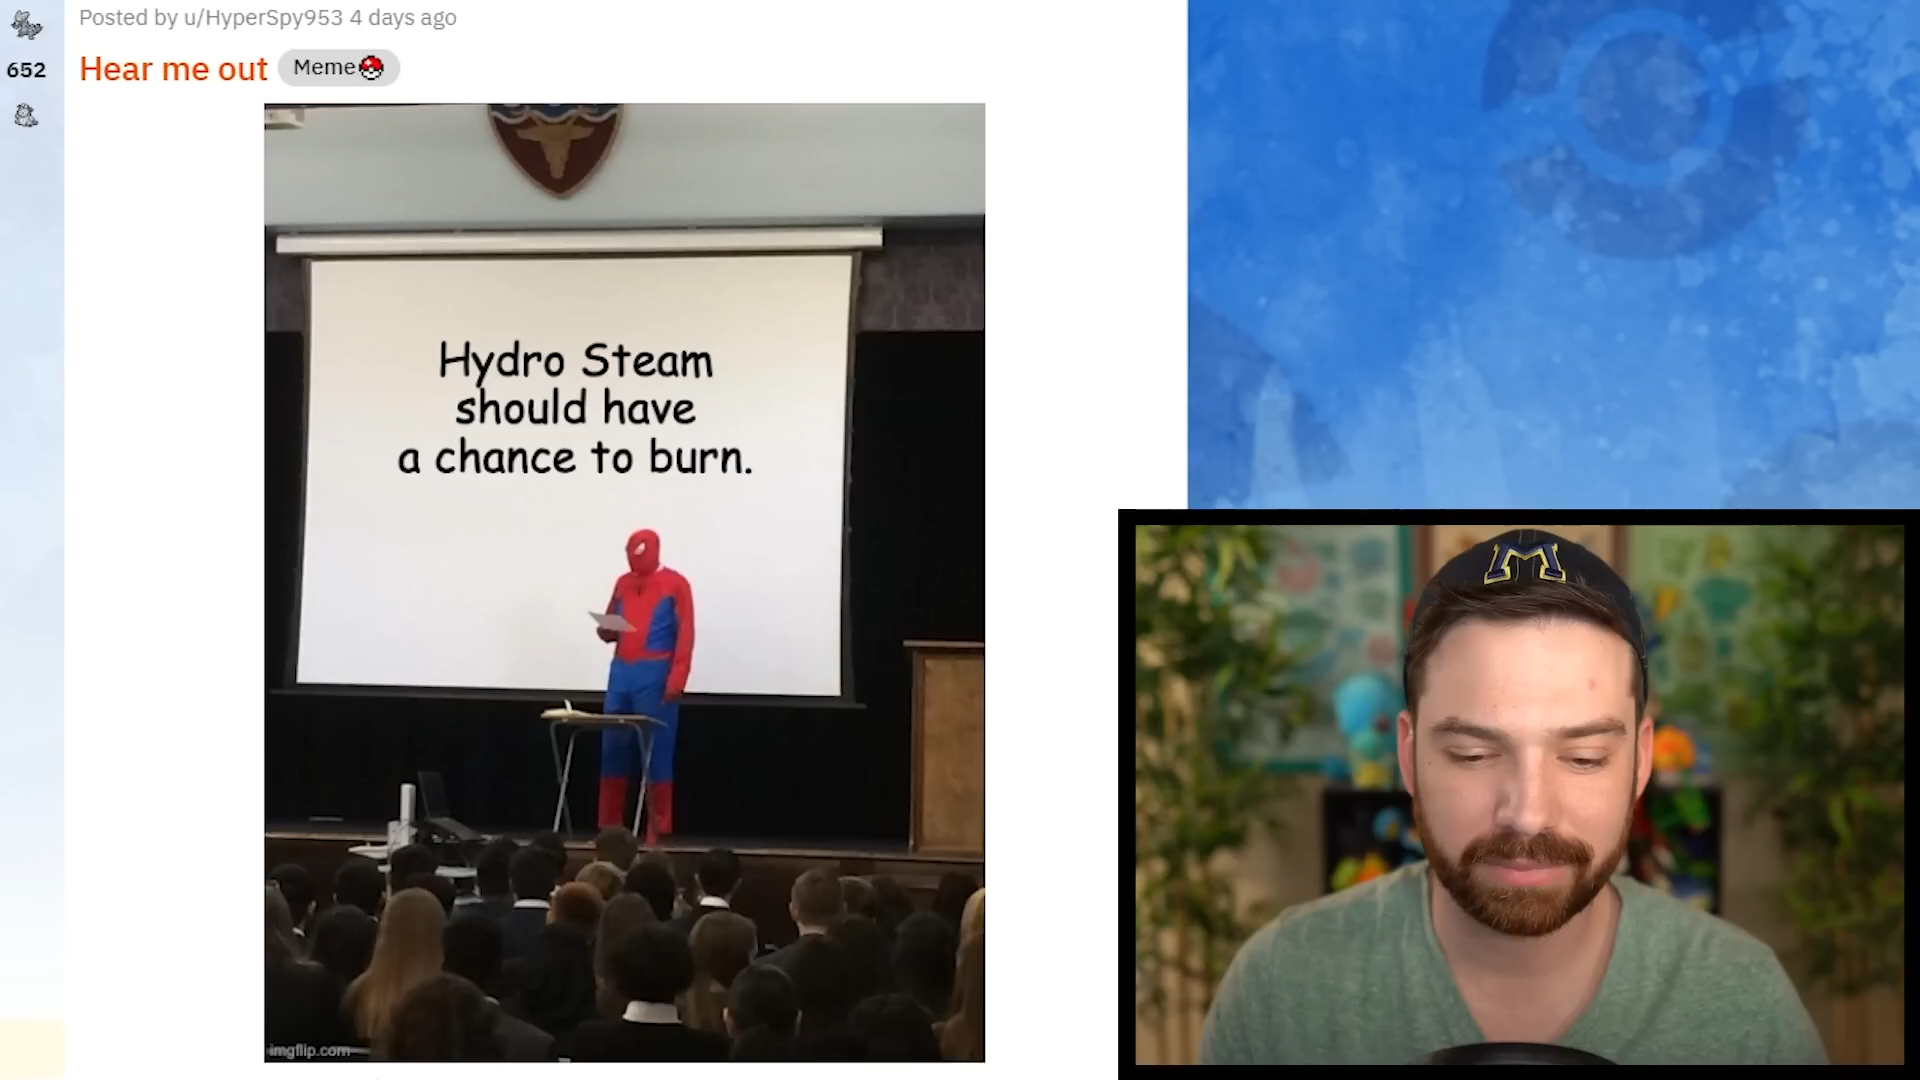 Posted by u/HyperSpy953 4 days ago
652
Hear me out
Meme
Hydro Steam
should have
a chance to burn.
imgflip.com
M